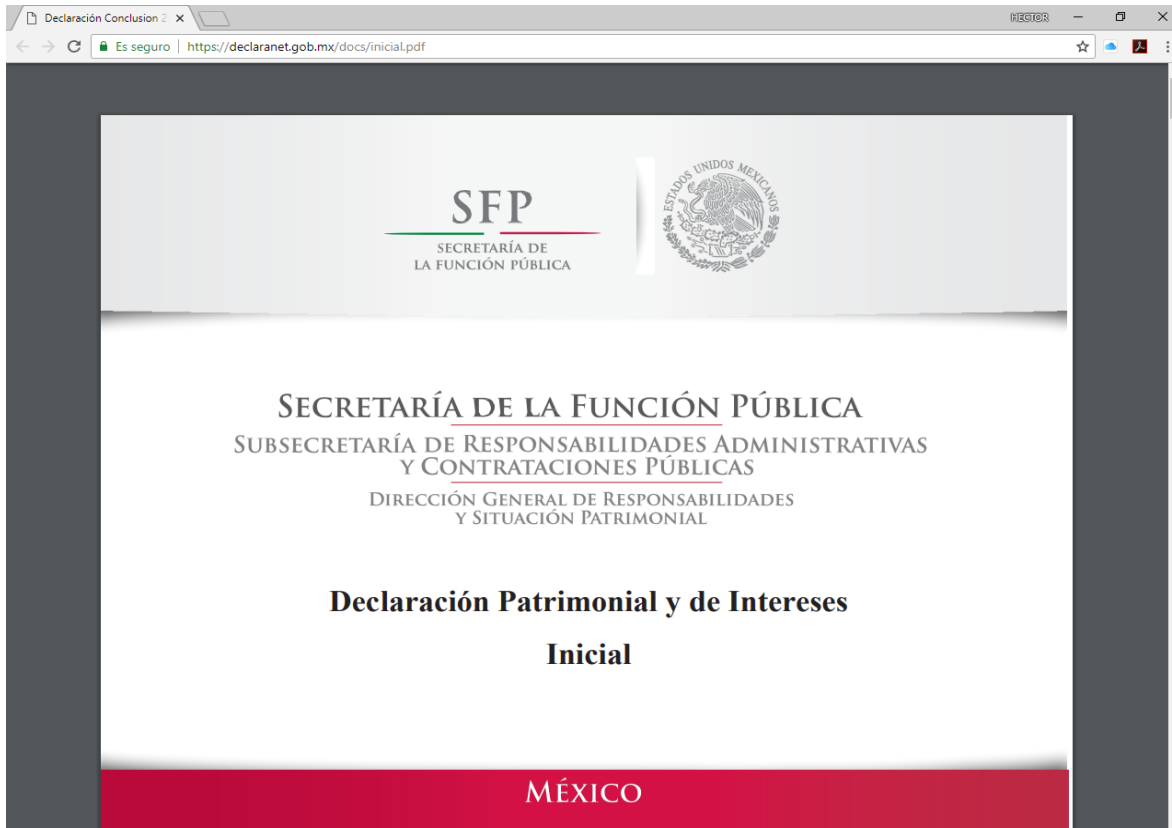 Declaración Conclusion 2
HECTOR
Es seguro | https://declaranet.gob.mx/docs/inicial.pdf
SFP
SECRETARÍA DE
LA FUNCIÓN PÚBLICA
ESTADOS UNIDOS MEXICANOS
SECRETARÍA DE LA FUNCIÓN PÚBLICA
SUBSECRETARÍA DE RESPONSABILIDADES ADMINISTRATIVAS
Y CONTRATACIONES PÚBLICAS
DIRECCIÓN GENERAL DE RESPONSABILIDADES
Y SITUACIÓN PATRIMONIAL
Declaración Patrimonial y de Intereses
Inicial
MÉXICO